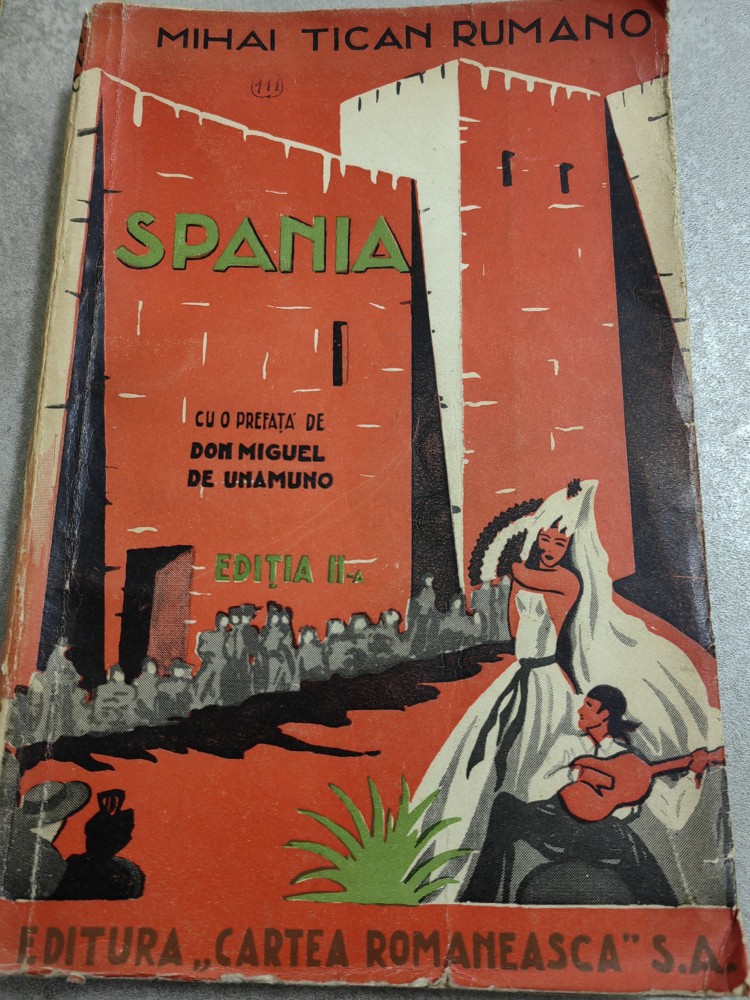 MIHAI TICAN RUMANO
111
SPANIA
CU O PREFAȚĂ DE
DON MIGUEL
DE UNAMUNO
EDIȚIA II-A
EDITURA „CARTEA ROMANEASCA" S.A.